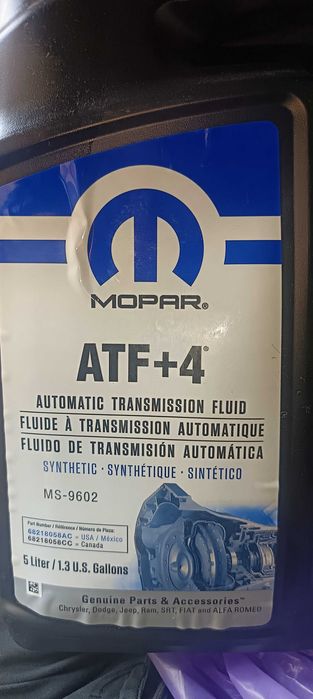 MOPAR®
ATF+4®
AUTOMATIC TRANSMISSION FLUID
FLUIDE À TRANSMISSION AUTOMATIQUE
FLUIDO DE TRANSMISIÓN AUTOMÁTICA
SYNTHETIC · SYNTHÉTIQUE · SINTÉTICO
MS-9602
Part Number / Référence / Número de Pieza:
68218058AC = USA / México
68218058CC = Canada
5 Liter / 1.3 U.S. Gallons
Genuine Parts & Accessories™
Chrysler, Dodge, Jeep, Ram, SRT, FIAT and ALFA ROMEO